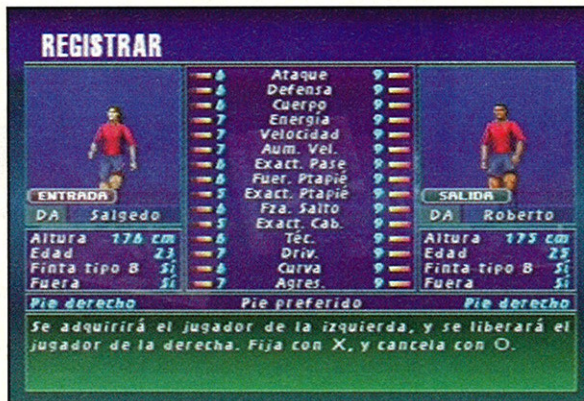 REGISTRAR
6 Ataque 9
6 Defensa 9
6 Cuerpo 9
7 Energía 9
7 Velocidad 9
7 Aum. Vel. 9
6 Exact. Pase 9
6 Fuer. Ptapié 9
5 Exact. Ptapié 9
6 Fza. Salto 9
5 Exact. Cab. 9
6 Téc. 9
7 Driv. 9
6 Curva 9
7 Agres. 9
ENTRADA
DA Salgedo
Altura 176 cm
Edad 23
Finta tipo B Sí
Fuera Sí
SALIDA
DA Roberto
Altura 175 cm
Edad 25
Finta tipo B Sí
Fuera Sí
Pie derecho Pie preferido Pie derecho
Se adquirirá el jugador de la izquierda, y se liberará el
jugador de la derecha. Fija con X, y cancela con O.